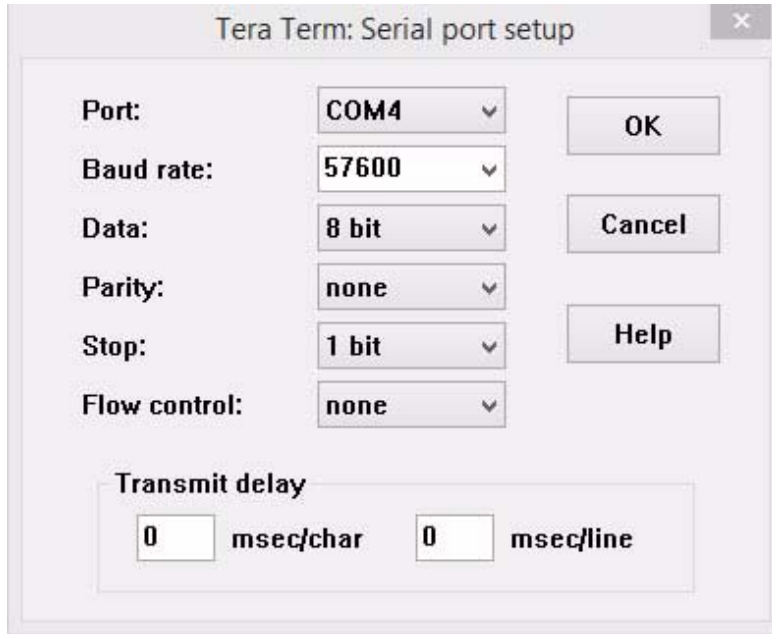 Tera Term: Serial port setup
Port: COM4 OK
Baud rate: 57600
Data: 8 bit Cancel
Parity: none
Stop: 1 bit Help
Flow control: none
Transmit delay
0 msec/char 0 msec/line